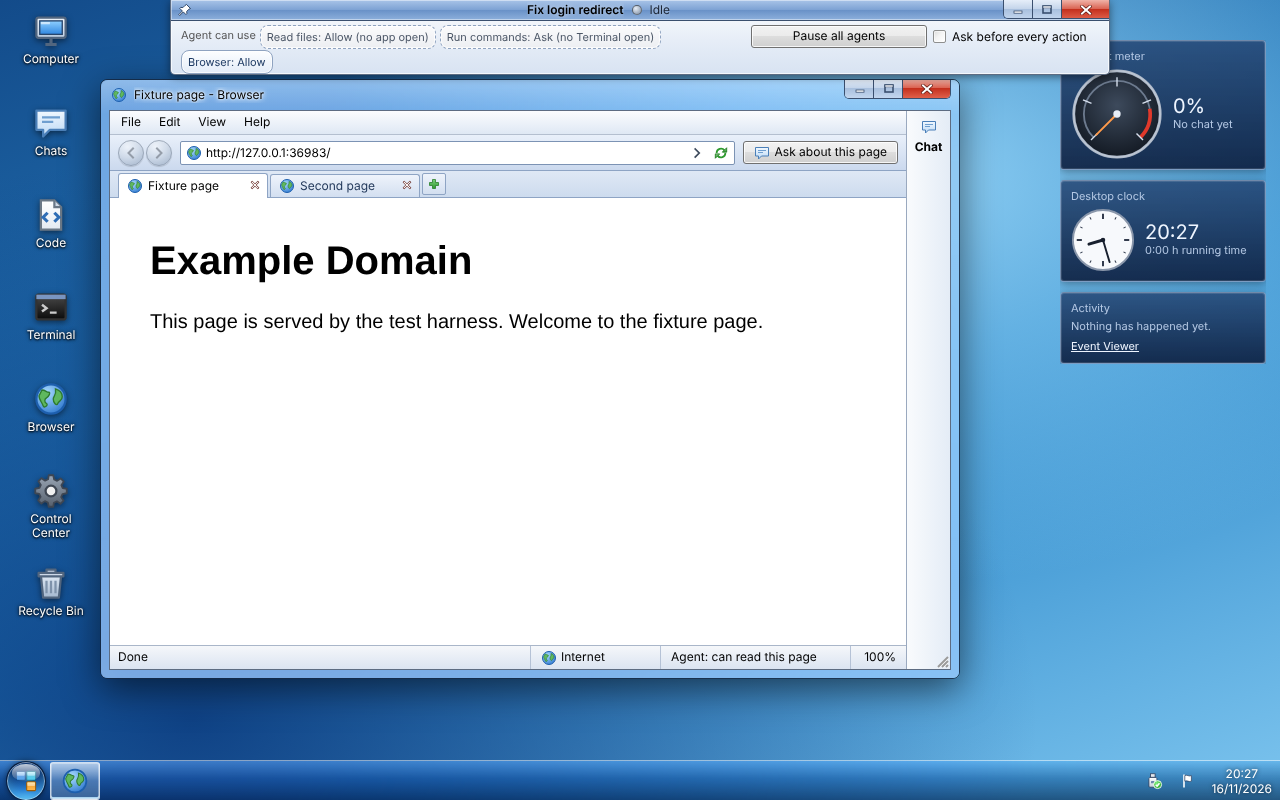 Fix login redirect Idle
Agent can use Read files: Allow (no app open) Run commands: Ask (no Terminal open)
Browser: Allow
Pause all agents Ask before every action
Computer
Chats
Code
Terminal
Browser
Control
Center
Recycle Bin
Fixture page - Browser
File Edit View Help
http://127.0.0.1:36983/
Ask about this page
Chat
Fixture page Second page
Example Domain
This page is served by the test harness. Welcome to the fixture page.
Done
Internet
Agent: can read this page
100%
meter
0%
No chat yet
Desktop clock
20:27
0:00 h running time
Activity
Nothing has happened yet.
Event Viewer
20:27
16/11/2026